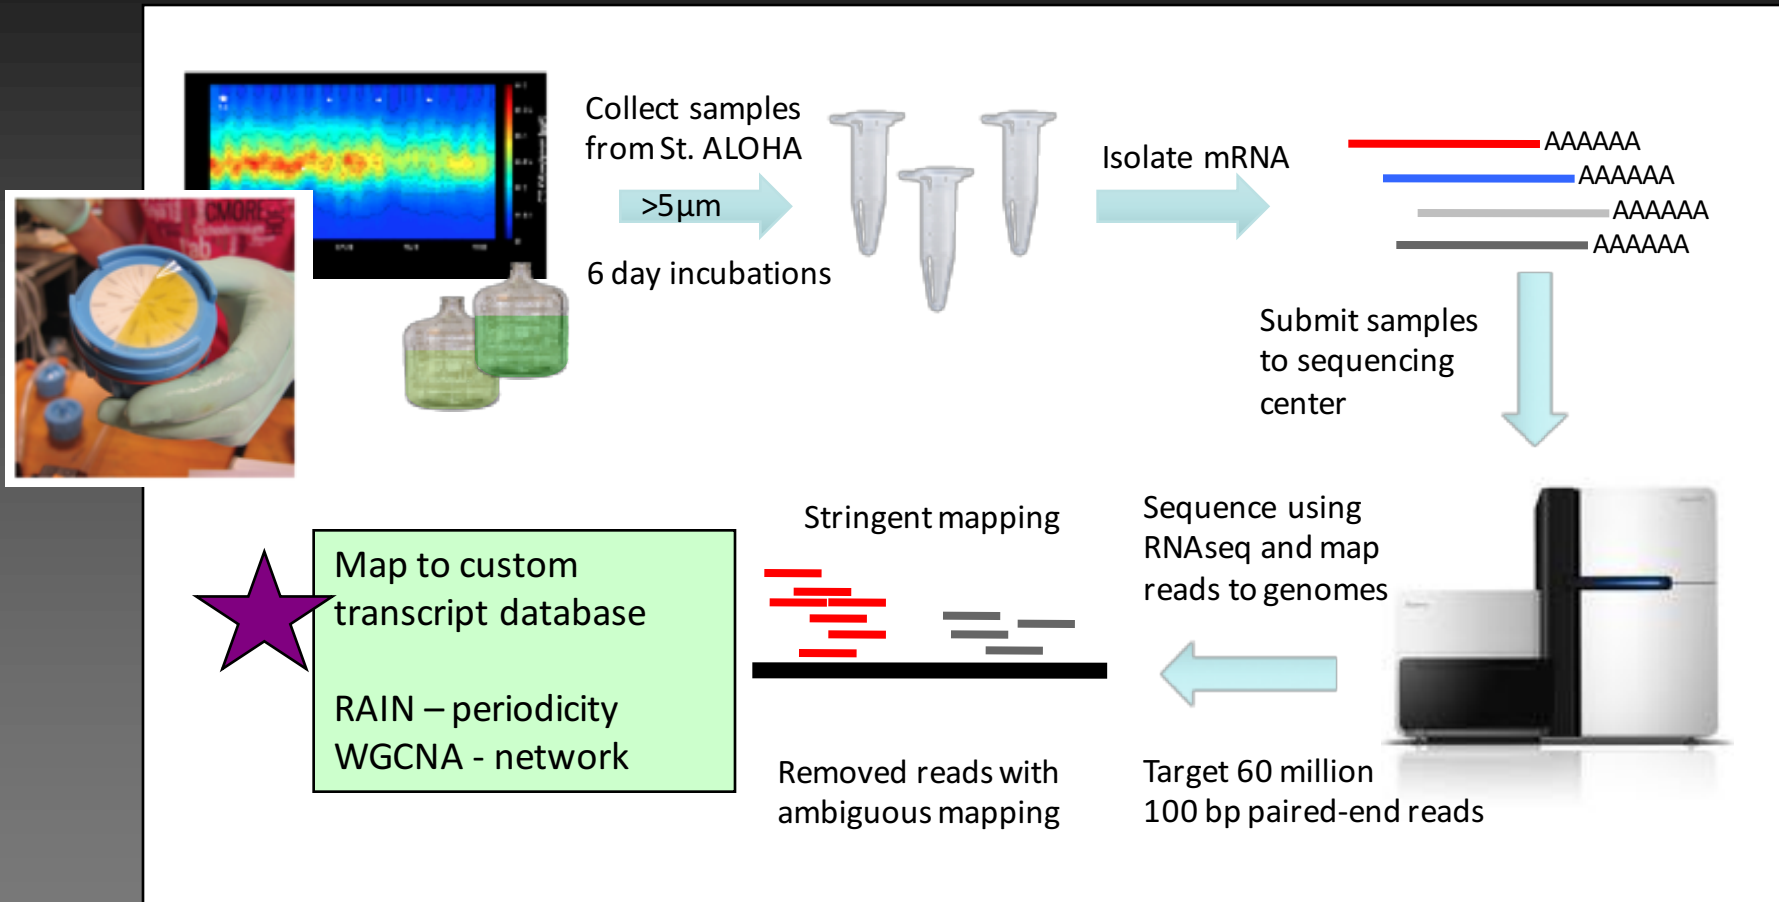 Collect samples
from St. ALOHA
>5µm
6 day incubations
Isolate mRNA
AAAAAA
AAAAAA
AAAAAA
AAAAAA
Submit samples
to sequencing
center
Sequence using
RNAseq and map
reads to genomes
Target 60 million
100 bp paired-end reads
Stringent mapping
Removed reads with
ambiguous mapping
Map to custom
transcript database
RAIN – periodicity
WGCNA - network
CMORE
Lab